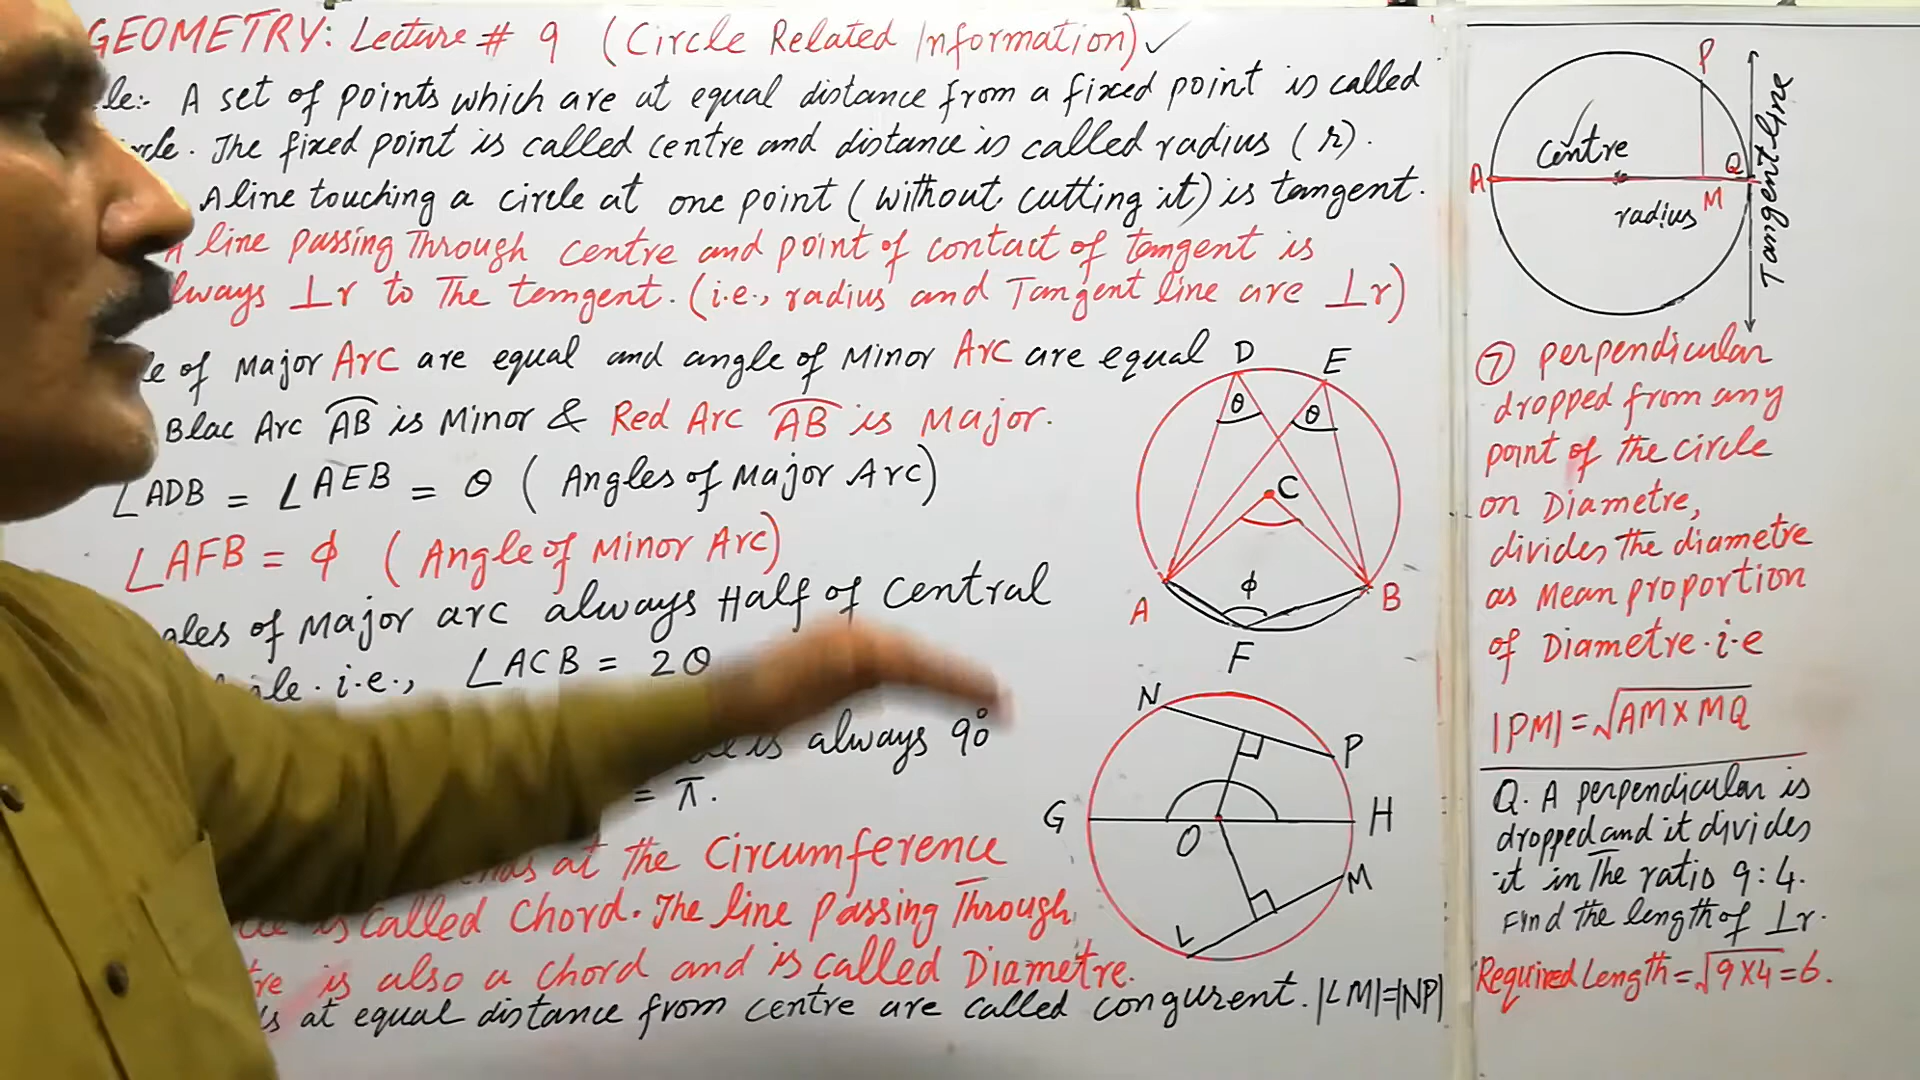 GEOMETRY: Lecture # 9 (Circle Related Information) ✓
le:- A set of points which are at equal distance from a fixed point is called
rcle. The fixed point is called centre and distance is called radius (r).
A line touching a circle at one point (without cutting it) is tangent.
A line passing Through centre and point of contact of tangent is
lways ⊥r to The tangent. (i.e., radius and Tangent line are ⊥r)
le of Major Arc are equal and angle of Minor Arc are equal
Blac Arc AB is Minor & Red Arc AB is Major.
∠ADB = ∠AEB = θ (Angles of Major Arc)
∠AFB = ϕ (Angle of Minor Arc)
gles of Major arc always Half of Central
i.e., ∠ACB = 2θ
is always 90°
= π.
at the Circumference
is Called Chord. The line passing Through
tre is also a chord and is called Diametre.
ds at equal distance from centre are called congurent. |LM|=|NP|
D E
θ θ
C
A ϕ B
F
N
P
G O H
M
L
P
centre
A Q
M
radius
Tangent line
⑦ perpendicular
dropped from any
point of the circle
on Diametre,
divides the diametre
as Mean proportion
of Diametre. i.e
|PM| = √AM×MQ
Q. A perpendicular is
dropped and it divides
it in The ratio 9:4.
Find the length of ⊥r.
Required Length = √9×4 = 6.